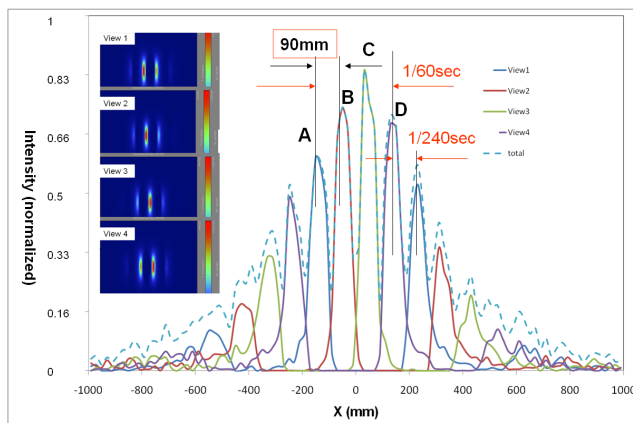 View 1
View 2
View 3
View 4
90mm
C
1/60sec
B
D
A
1/240sec
View1
View2
View3
View4
total
Intensity (normalized)
1
0.83
0.66
0.5
0.33
0.16
0
-1000
-800
-600
-400
-200
0
200
400
600
800
1000
X (mm)